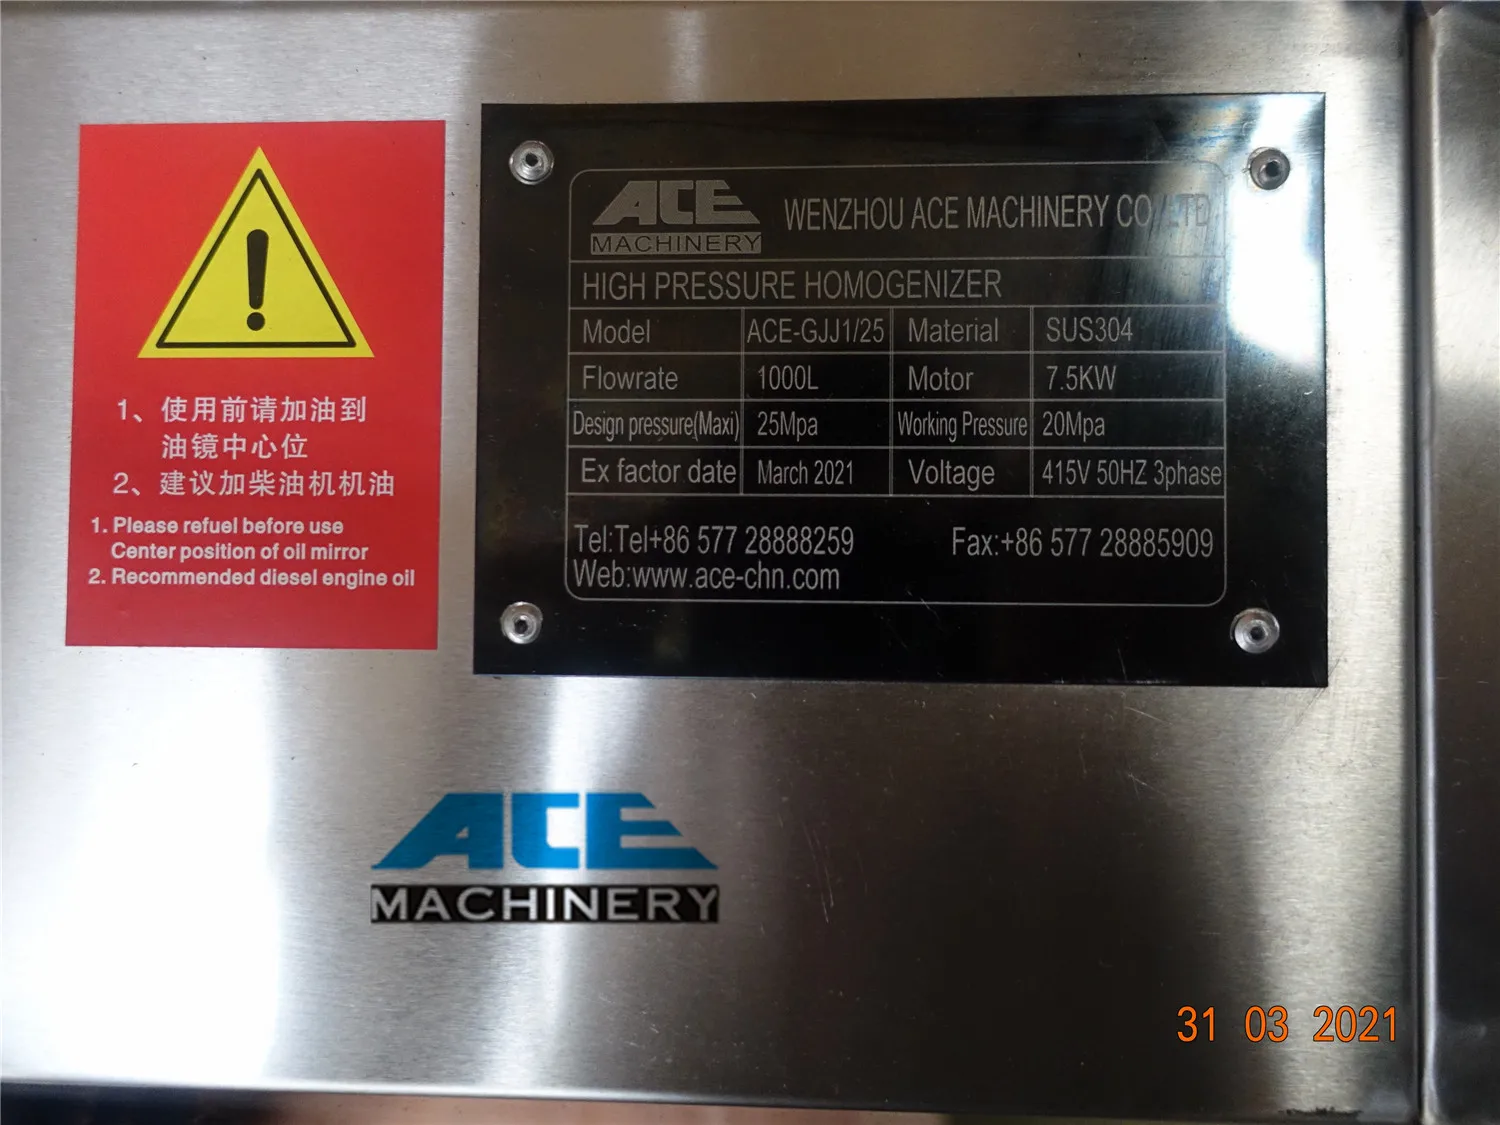 1、使用前请加油到
油镜中心位
2、建议加柴油机机油
1. Please refuel before use
Center position of oil mirror
2. Recommended diesel engine oil
ACE
MACHINERY
WENZHOU ACE MACHINERY CO LTD
HIGH PRESSURE HOMOGENIZER
Model ACE-GJJ1/25 Material SUS304
Flowrate 1000L Motor 7.5KW
Design pressure(Maxi) 25Mpa Working Pressure 20Mpa
Ex factor date March 2021 Voltage 415V 50HZ 3phase
Tel:Tel+86 577 28888259 Fax:+86 577 28885909
Web:www.ace-chn.com
ACE
MACHINERY
31 03 2021